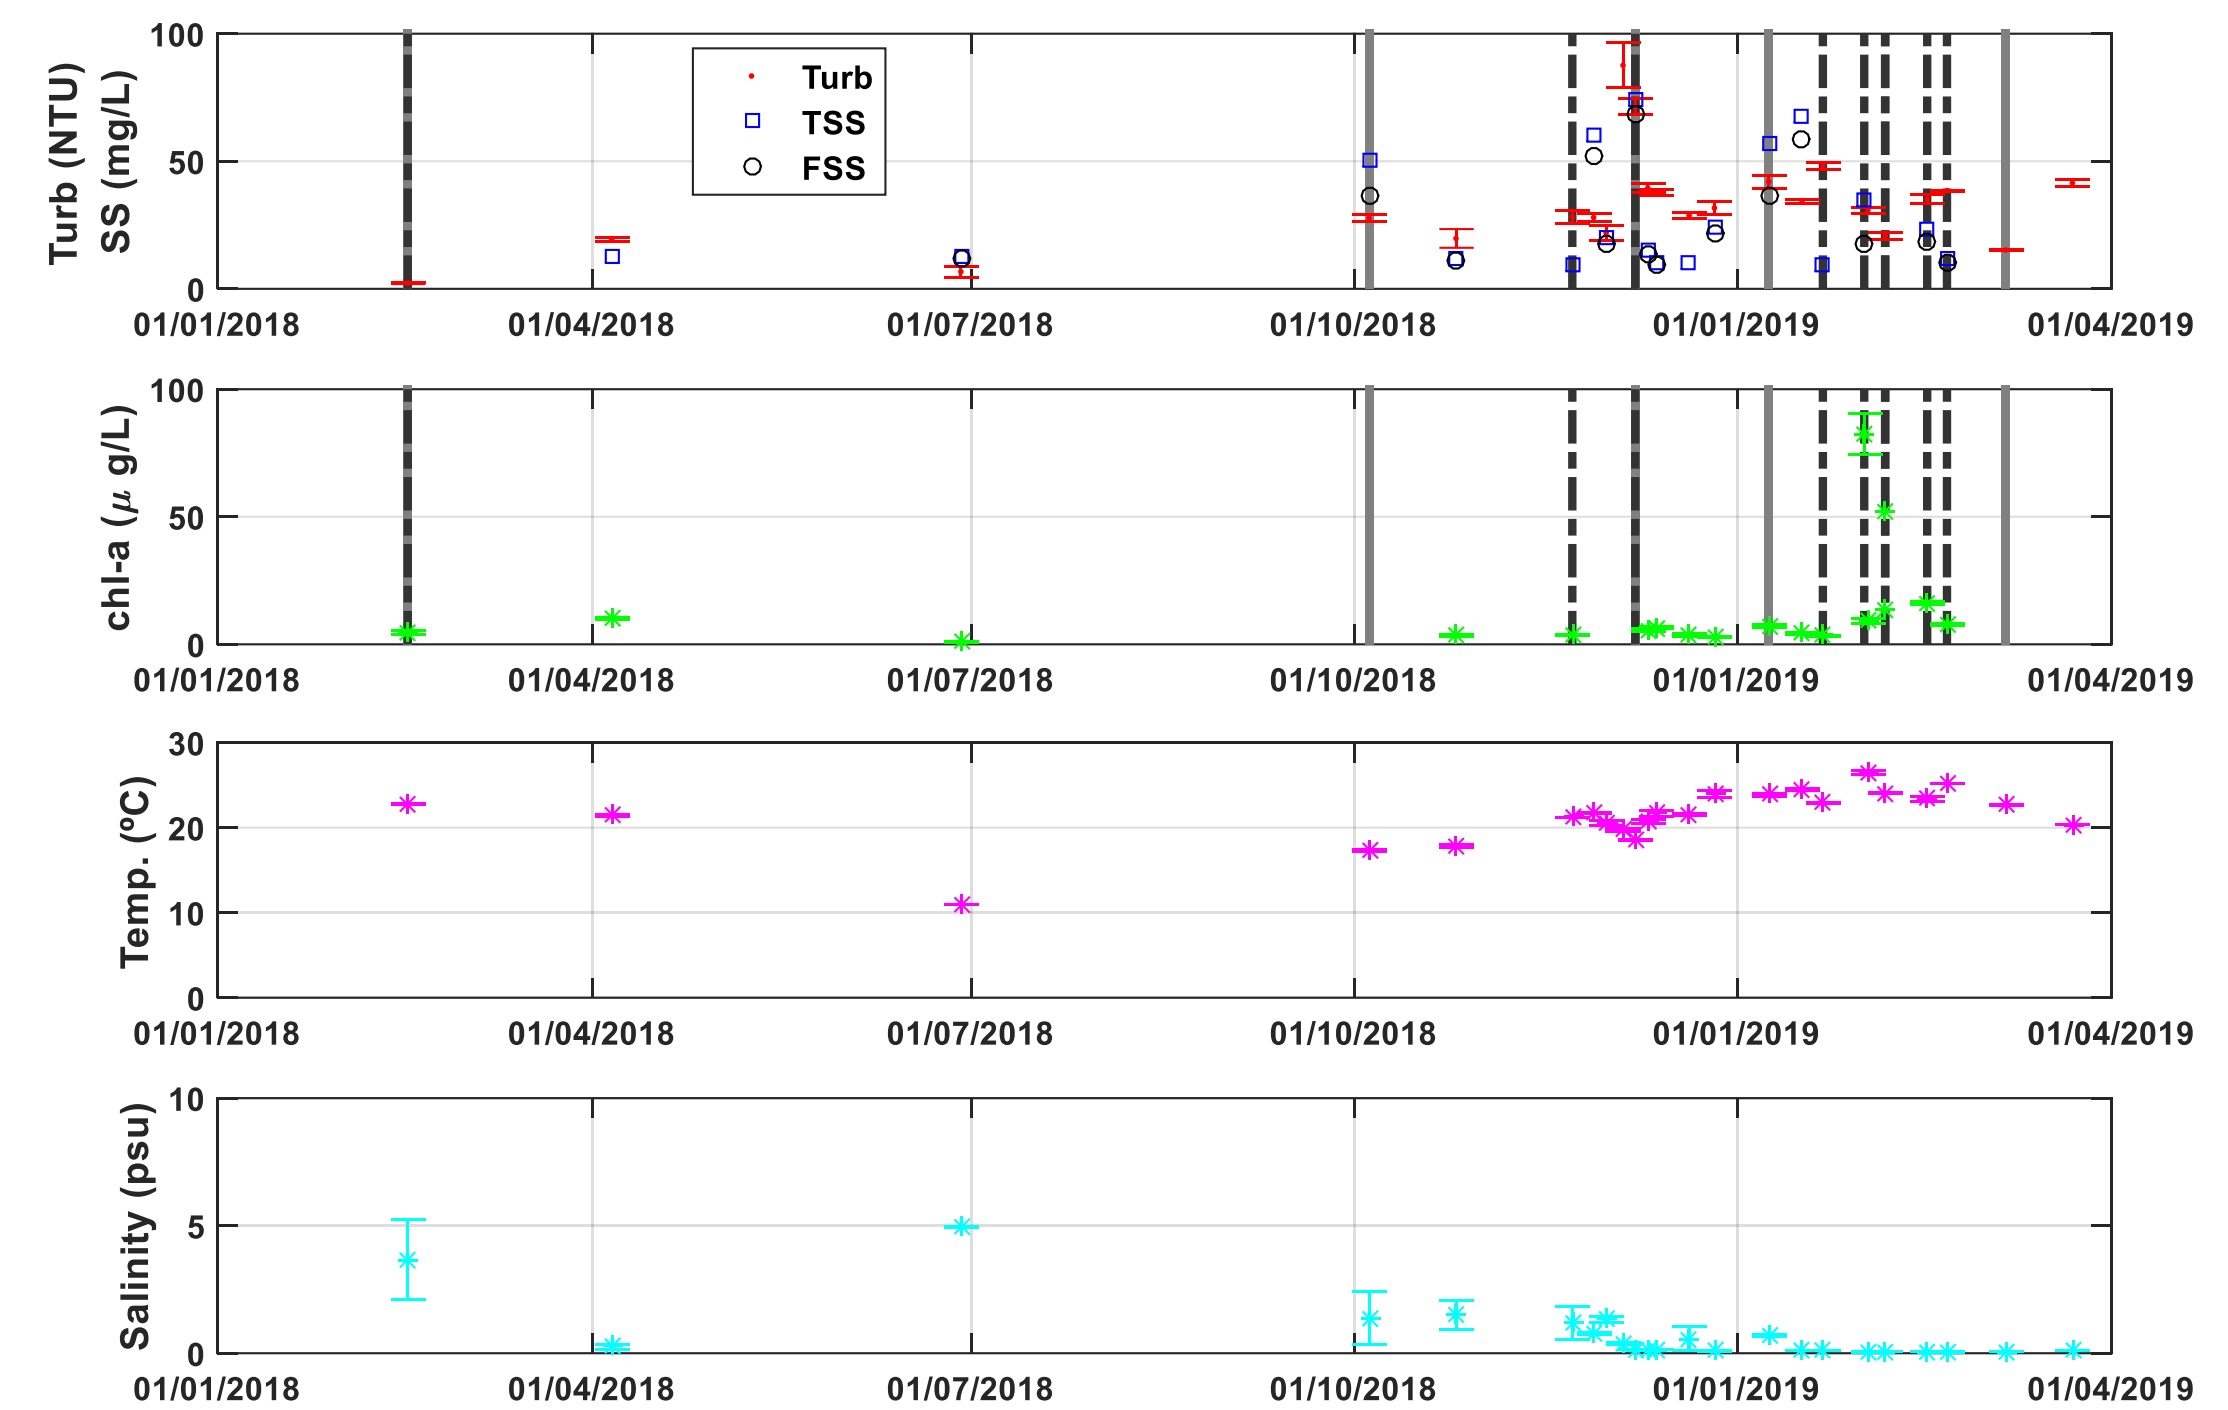 Turb (NTU)
SS (mg/L)
100
50
0
Turb
TSS
FSS
01/01/2018 01/04/2018 01/07/2018 01/10/2018 01/01/2019 01/04/2019
chl-a (μ g/L)
100
50
0
01/01/2018 01/04/2018 01/07/2018 01/10/2018 01/01/2019 01/04/2019
Temp. (ºC)
30
20
10
0
01/01/2018 01/04/2018 01/07/2018 01/10/2018 01/01/2019 01/04/2019
Salinity (psu)
10
5
0
01/01/2018 01/04/2018 01/07/2018 01/10/2018 01/01/2019 01/04/2019